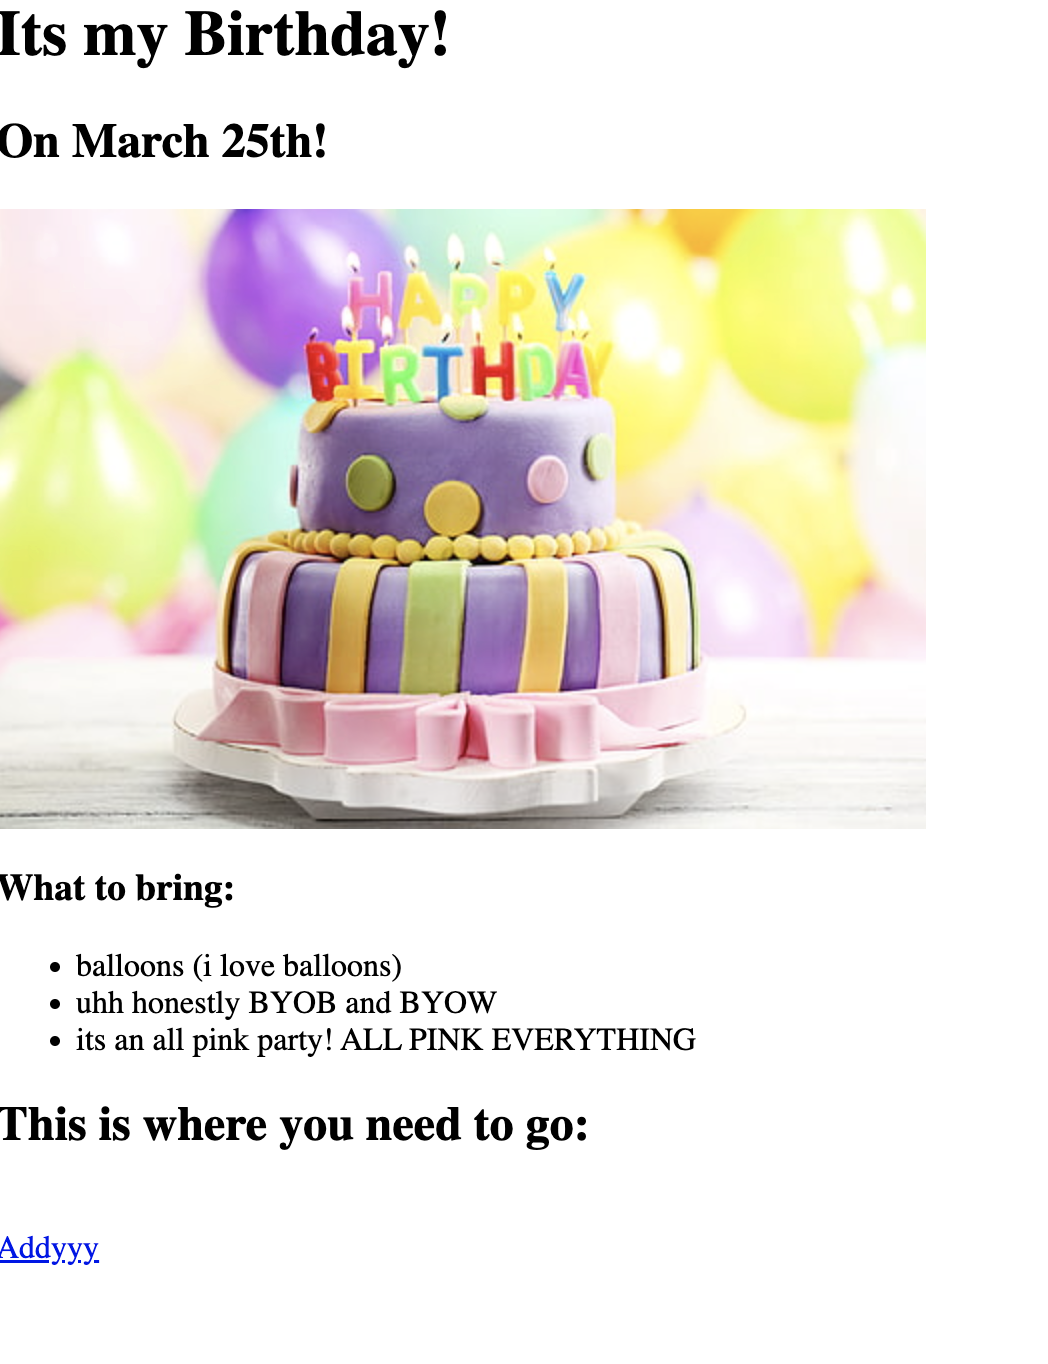 Its my Birthday!
On March 25th!
HAPPY
BIRTHDAY
What to bring:
balloons (i love balloons)
uhh honestly BYOB and BYOW
its an all pink party! ALL PINK EVERYTHING
This is where you need to go:
Addyyy